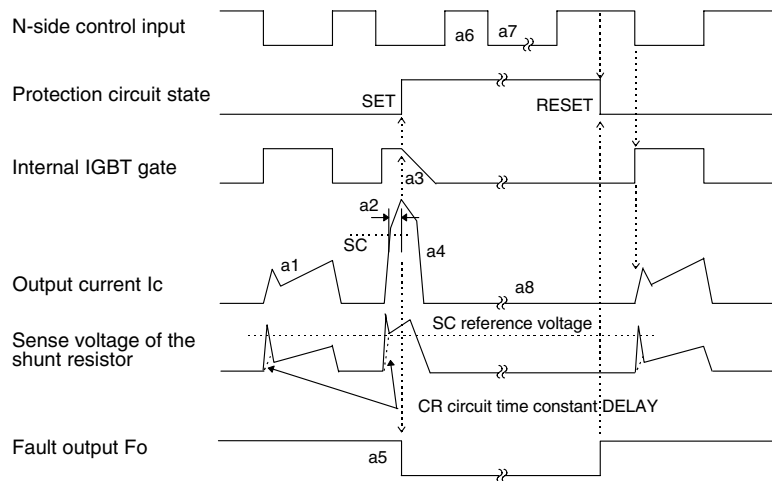 N-side control input
a6
a7
Protection circuit state
SET
RESET
Internal IGBT gate
a3
a2
SC
a4
Output current Ic
a1
a8
SC reference voltage
Sense voltage of the
shunt resistor
CR circuit time constant DELAY
Fault output Fo
a5